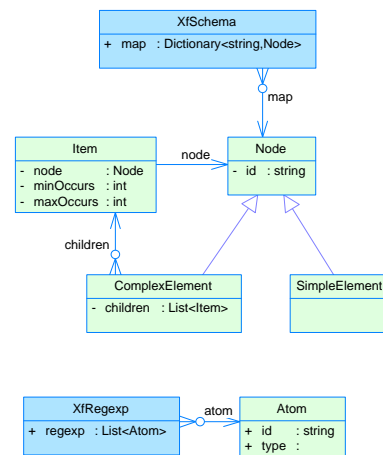 XfSchema
+ map : Dictionary<string,Node>
map
Item
- node : Node
- minOccurs : int
- maxOccurs : int
node
Node
- id : string
children
ComplexElement
- children : List<Item>
SimpleElement
XfRegexp
+ regexp : List<Atom>
atom
Atom
+ id : string
+ type :